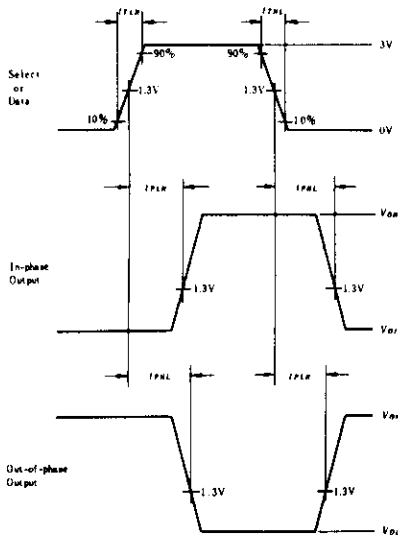 tTLH tTHL
90% 90% 3V
Select
or
Data
1.3V 1.3V
10% 10%
0V
tPLH tPHL
VOH
In-phase
Output
1.3V 1.3V
VOL
tPHL tPLH
VOH
Out-of-phase
Output
1.3V 1.3V
VOL